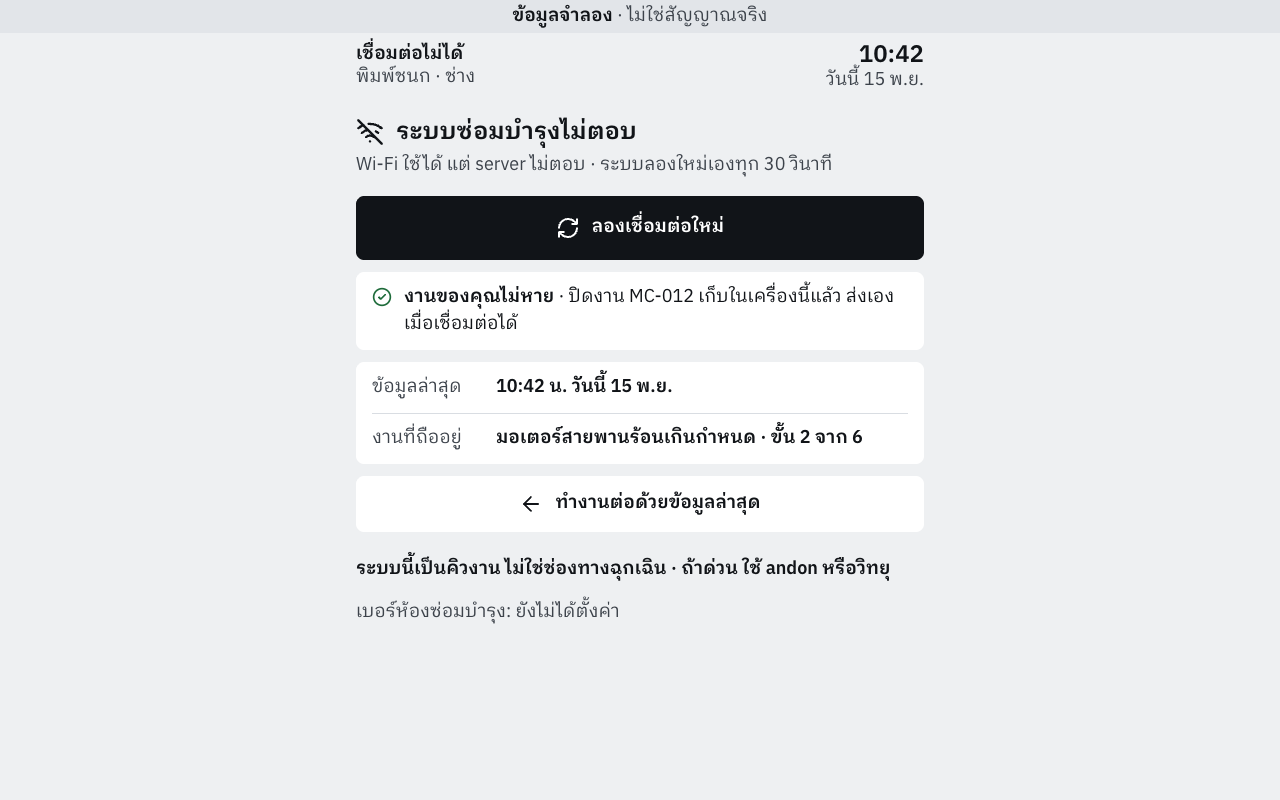 ข้อมูลจำลอง · ไม่ใช่สัญญาณจริง
เชื่อมต่อไม่ได้
10:42
พิมพ์ชนก · ช่าง
วันนี้ 15 พ.ย.
ระบบซ่อมบำรุงไม่ตอบ
Wi-Fi ใช้ได้ แต่ server ไม่ตอบ · ระบบลองใหม่เองทุก 30 วินาที
ลองเชื่อมต่อใหม่
งานของคุณไม่หาย · ปิดงาน MC-012 เก็บในเครื่องนี้แล้ว ส่งเอง
เมื่อเชื่อมต่อได้
ข้อมูลล่าสุด 10:42 น. วันนี้ 15 พ.ย.
งานที่ถืออยู่ มอเตอร์สายพานร้อนเกินกำหนด · ขั้น 2 จาก 6
ทำงานต่อด้วยข้อมูลล่าสุด
ระบบนี้เป็นคิวงาน ไม่ใช่ช่องทางฉุกเฉิน · ถ้าด่วน ใช้ andon หรือวิทยุ
เบอร์ห้องซ่อมบำรุง: ยังไม่ได้ตั้งค่า